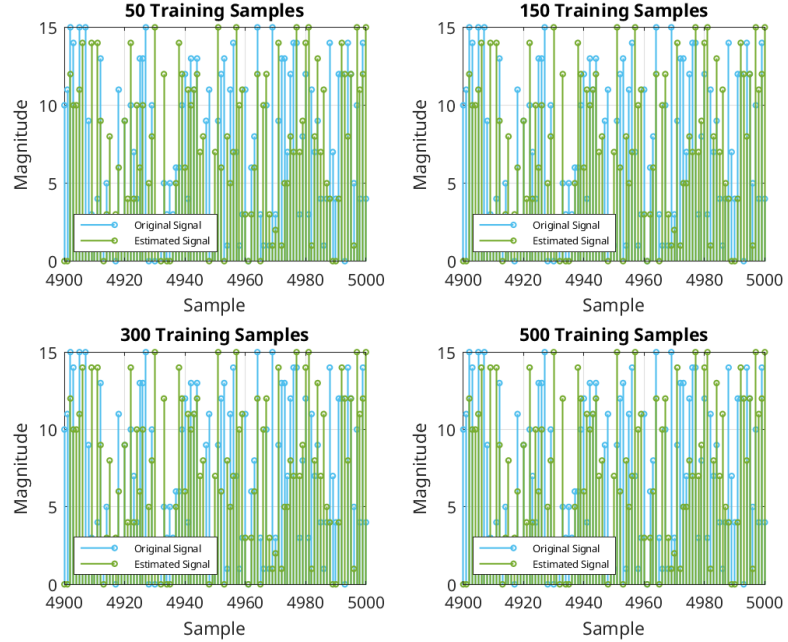 50 Training Samples
15
10
5
0
Magnitude
Original Signal
Estimated Signal
4900 4920 4940 4960 4980 5000
Sample
150 Training Samples
15
10
5
0
Magnitude
Original Signal
Estimated Signal
4900 4920 4940 4960 4980 5000
Sample
300 Training Samples
15
10
5
0
Magnitude
Original Signal
Estimated Signal
4900 4920 4940 4960 4980 5000
Sample
500 Training Samples
15
10
5
0
Magnitude
Original Signal
Estimated Signal
4900 4920 4940 4960 4980 5000
Sample